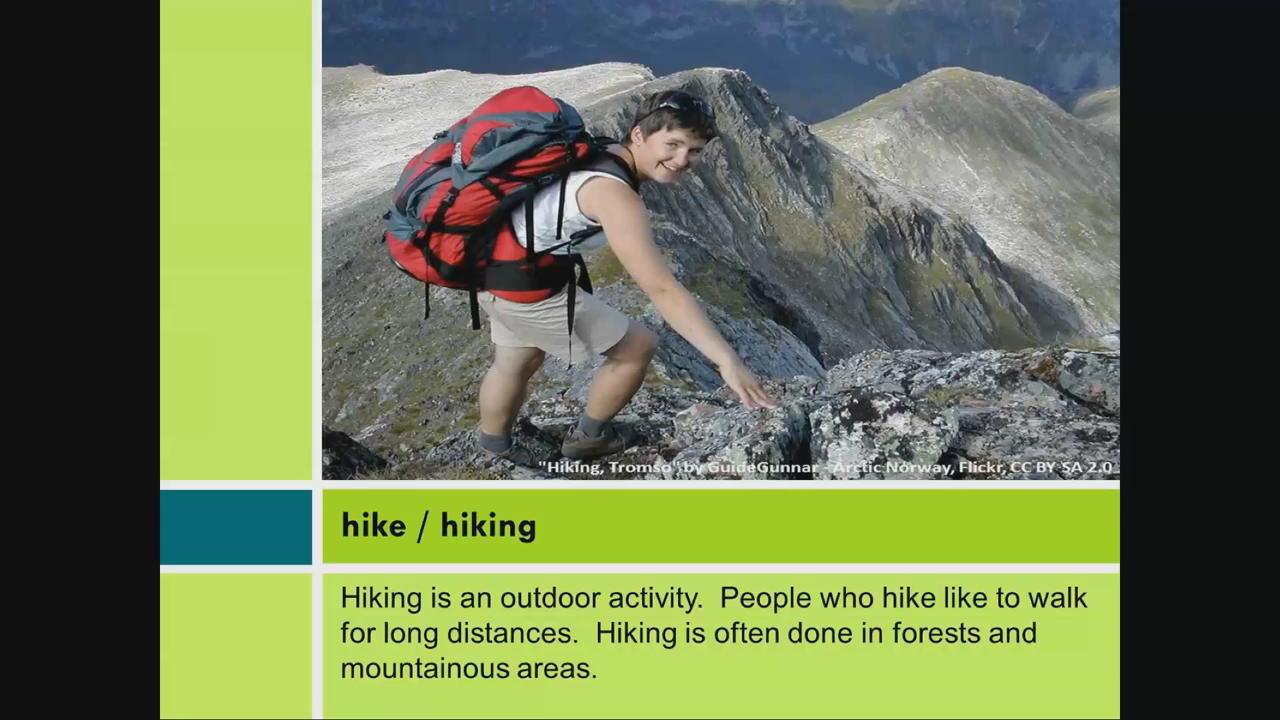 "Hiking, Tromsø" by GuideGunnar - Arctic Norway, Flickr, CC BY SA 2.0
hike / hiking
Hiking is an outdoor activity.  People who hike like to walk
for long distances.  Hiking is often done in forests and
mountainous areas.